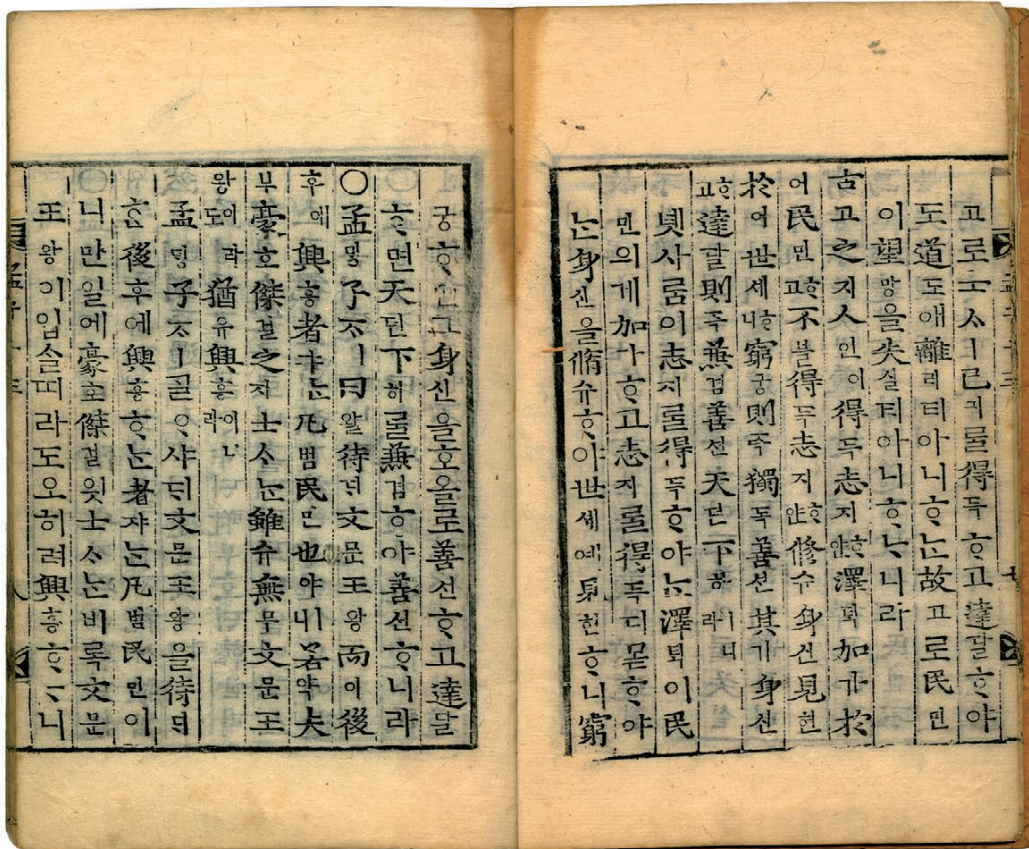 고로士ᄉᆞㅣ己긔ᄅᆞᆯ得득ᄒᆞ고達달ᄒᆞ야
도道도애離리티아니ᄒᆞᄂᆞᆫ故고로民민
이望망을失실티아니ᄒᆞᄂᆞ니라
古고之지人인이得득志지ᄒᆞ얀澤ᄐᆡᆨ加가於
어民민ᄒᆞ고不블得득志지ᄒᆞ얀修슈身신見현
於어世셰ᄒᆞ니窮궁則즉獨독善션其기身신
ᄒᆞ고達달則즉兼겸善션天텬下ㅣ니라
녯사ᄅᆞᆷ이志지ᄅᆞᆯ得득ᄒᆞ야ᄂᆞᆫ澤ᄐᆡᆨ이民
민의게加가ᄒᆞ고志지ᄅᆞᆯ得득디몯ᄒᆞ야
ᄂᆞᆫ身신을脩슈ᄒᆞ야世셰예見현ᄒᆞ니窮
궁ᄒᆞ身신을호올로善션ᄒᆞ고達달
ᄒᆞ면天텬下하ᄅᆞᆯ兼겸ᄒᆞ야善션ᄒᆞ니라
○孟ᄆᆡᆼ子ᄌᆞㅣ曰왈待ᄃᆡ文문王왕而이後
후에興흥者쟈ᄂᆞᆫ凡범民민也야ㅣ니若약夫
부豪호傑걸之지士ᄉᆞᄂᆞᆫ雖슈無무文문王
왕이라도猶유興흥이니라
孟ᄆᆡᆼ子ᄌᆞㅣᄀᆞᆯᄋᆞ샤ᄃᆡ文문王왕을待ᄃᆡ
ᄒᆞᆫ後후에興흥ᄒᆞᄂᆞᆫ者쟈ᄂᆞᆫ凡범民민이
니만일에豪호傑걸읫士ᄉᆞᄂᆞᆫ비록文문
王왕이업슬ᄯᅵ라도오히려興흥ᄒᆞᄂᆞ니